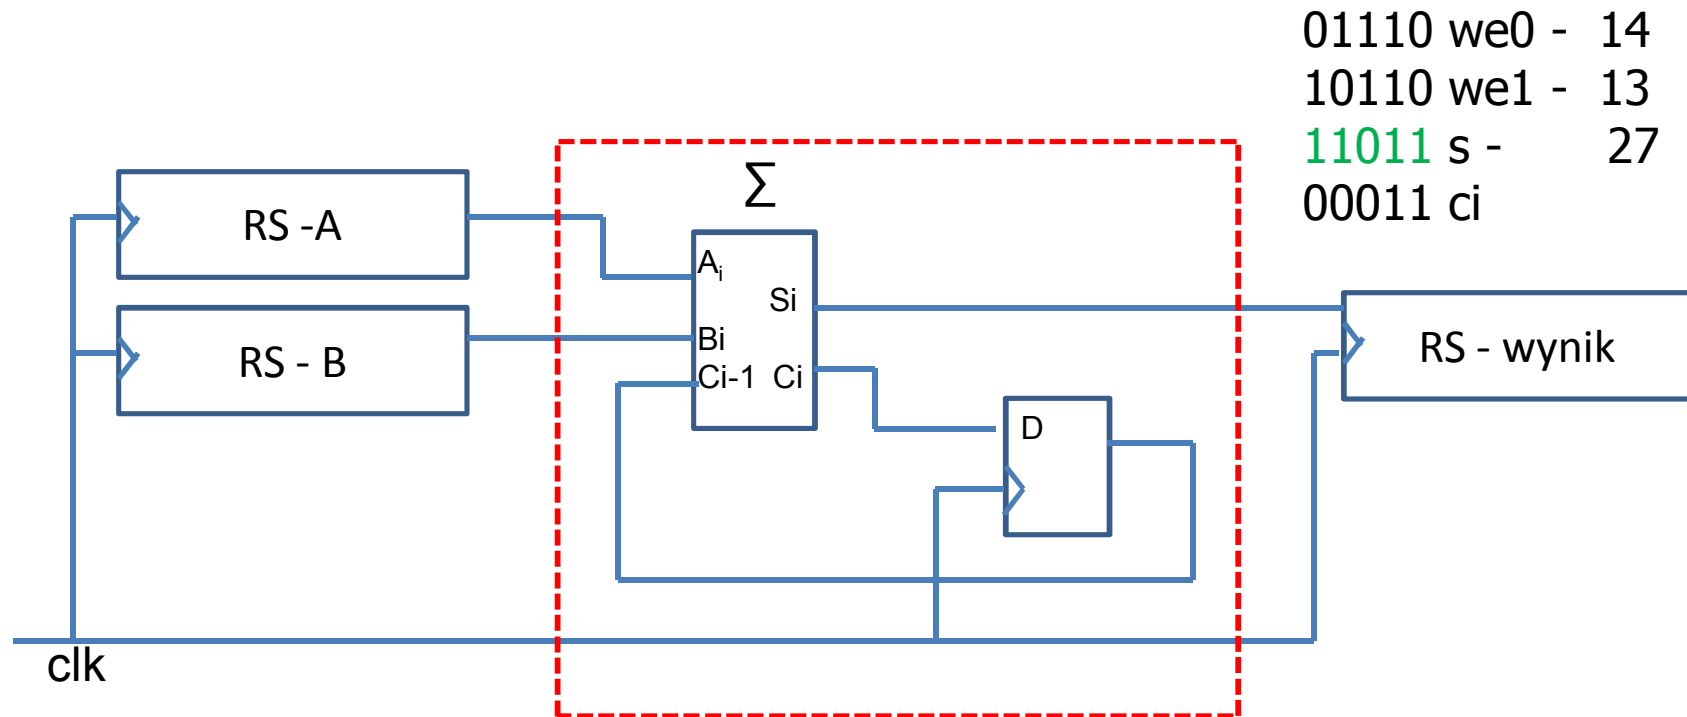 01110 we0 - 14
10110 we1 - 13
11011 s - 27
00011 ci
∑
RS -A
Ai
Si
RS - B
Bi
Ci-1 Ci
RS - wynik
D
clk